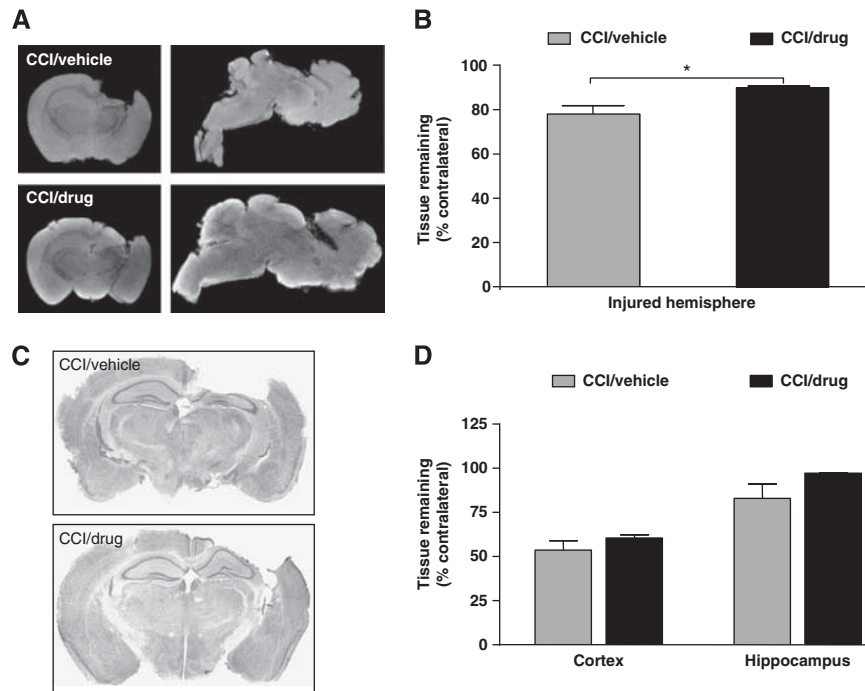 A
CCI/vehicle
CCI/drug
B
CCI/vehicle CCI/drug
Tissue remaining
(% contralateral)
100
80
60
40
20
0
*
Injured hemisphere
C
CCI/vehicle
CCI/drug
D
CCI/vehicle CCI/drug
Tissue remaining
(% contralateral)
125
100
75
50
25
0
Cortex Hippocampus